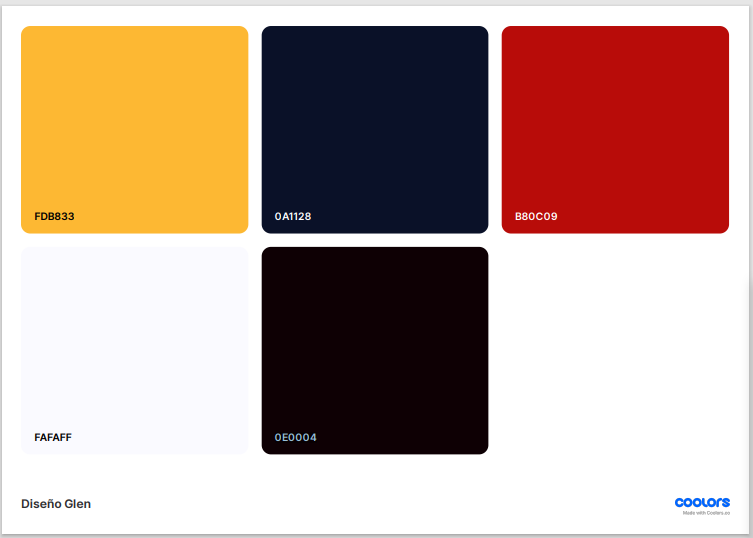 FDB833
0A1128
B80C09
FAFAFF
0E0004
Diseño Glen
coolors
Made with Coolors.co